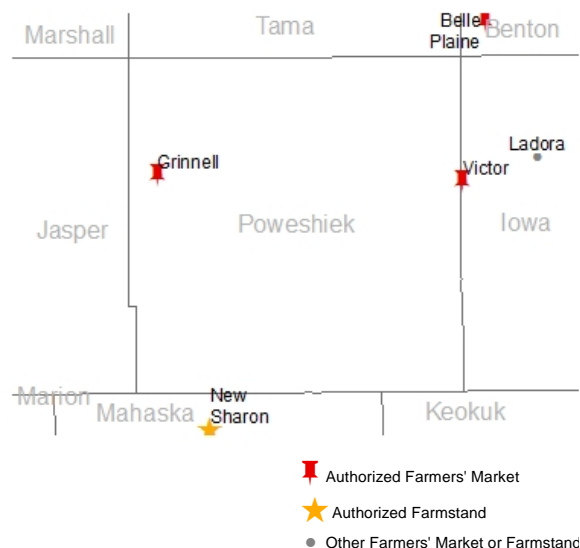 Marshall
Tama
Belle
Plaine
Benton
Grinnell
Ladora
Victor
Jasper
Poweshiek
Iowa
Marion
Mahaska
New
Sharon
Keokuk
Authorized Farmers' Market
Authorized Farmstand
Other Farmers' Market or Farmstand